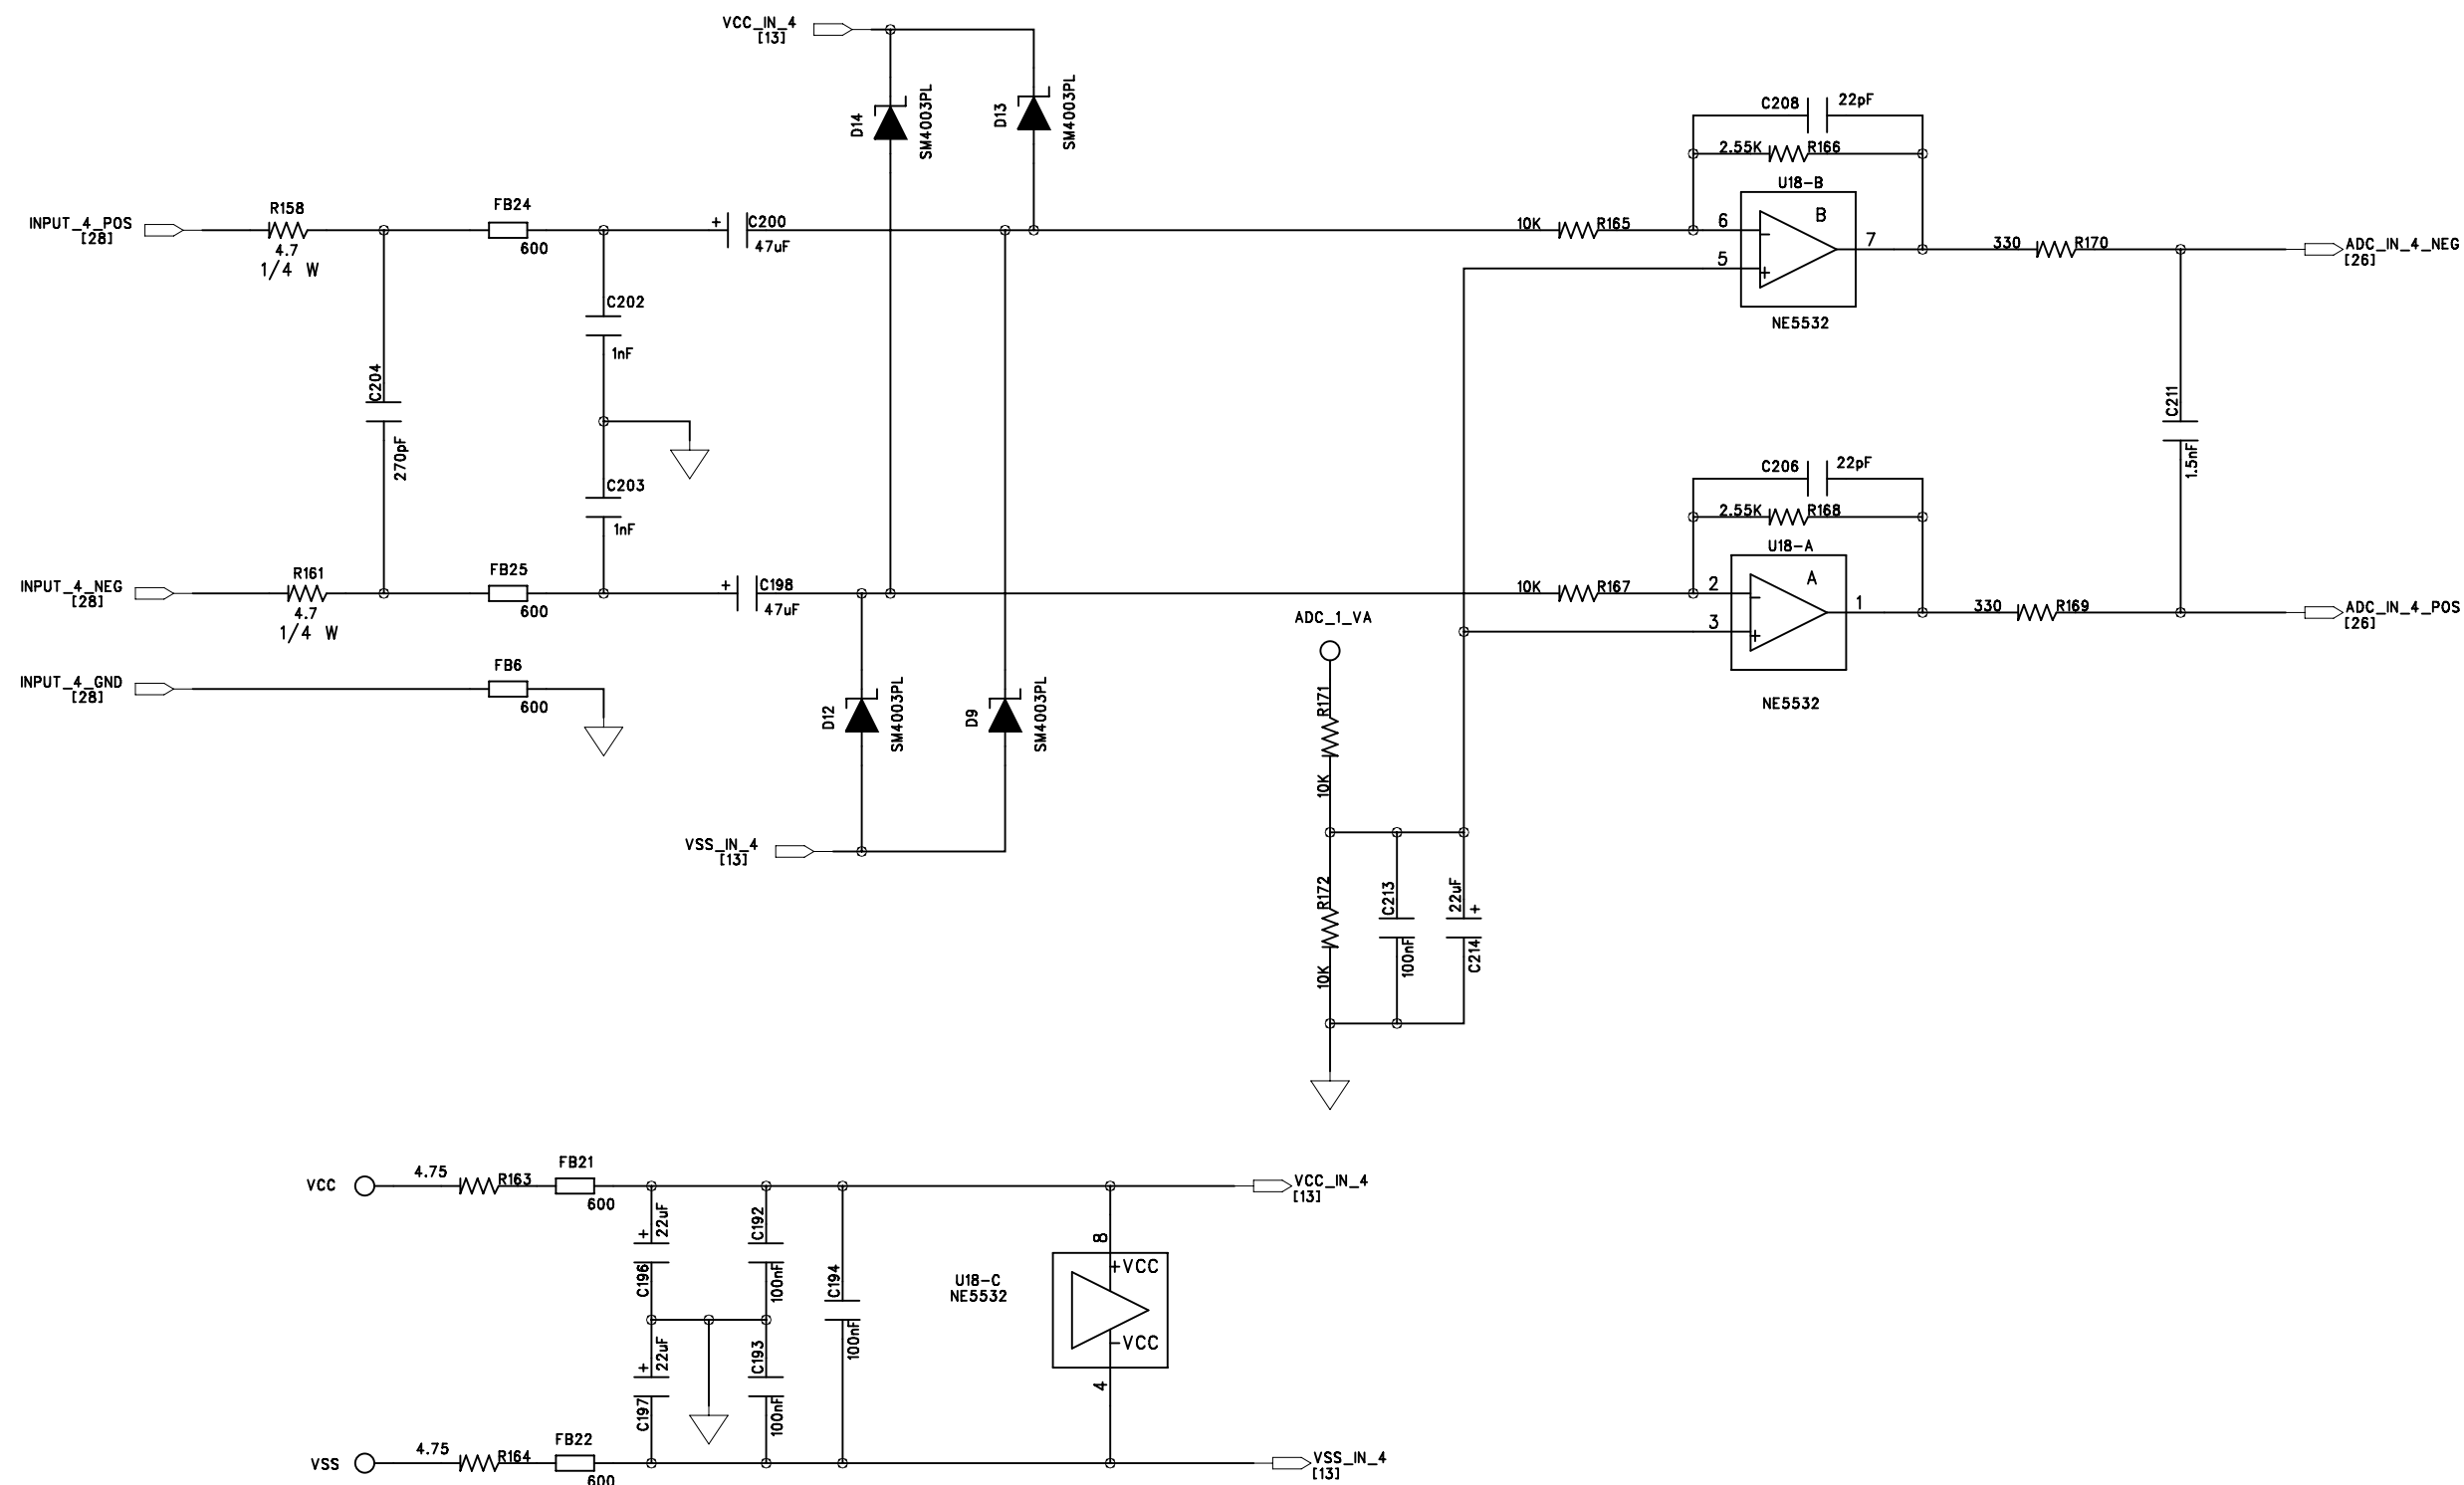 VCC_IN_4
[13]
D14
SM4003PL
D13
SM4003PL
C208
22pF
2.55K
R166
U18-B
B
INPUT_4_POS
[28]
R158
4.7
1/4 W
FB24
600
+
C200
47uF
10K
R165
6
5
7
NE5532
330
R170
ADC_IN_4_NEG
[26]
C202
1nF
C204
270pF
C203
1nF
C211
1.5nF
C206
22pF
2.55K
R168
U18-A
A
INPUT_4_NEG
[28]
R161
4.7
1/4 W
FB25
600
+
C198
47uF
10K
R167
2
3
1
NE5532
330
R169
ADC_IN_4_POS
[26]
INPUT_4_GND
[28]
FB6
600
D12
SM4003PL
D9
SM4003PL
VSS_IN_4
[13]
ADC_1_VA
R171
10K
R172
10K
C213
100nF
22uF
+
C214
VCC
4.75
R163
FB21
600
VCC_IN_4
[13]
+
22uF
C196
C192
100nF
C194
100nF
U18-C
NE5532
8
+VCC
-VCC
4
+
22uF
C197
C193
100nF
VSS
4.75
R164
FB22
600
VSS_IN_4
[13]